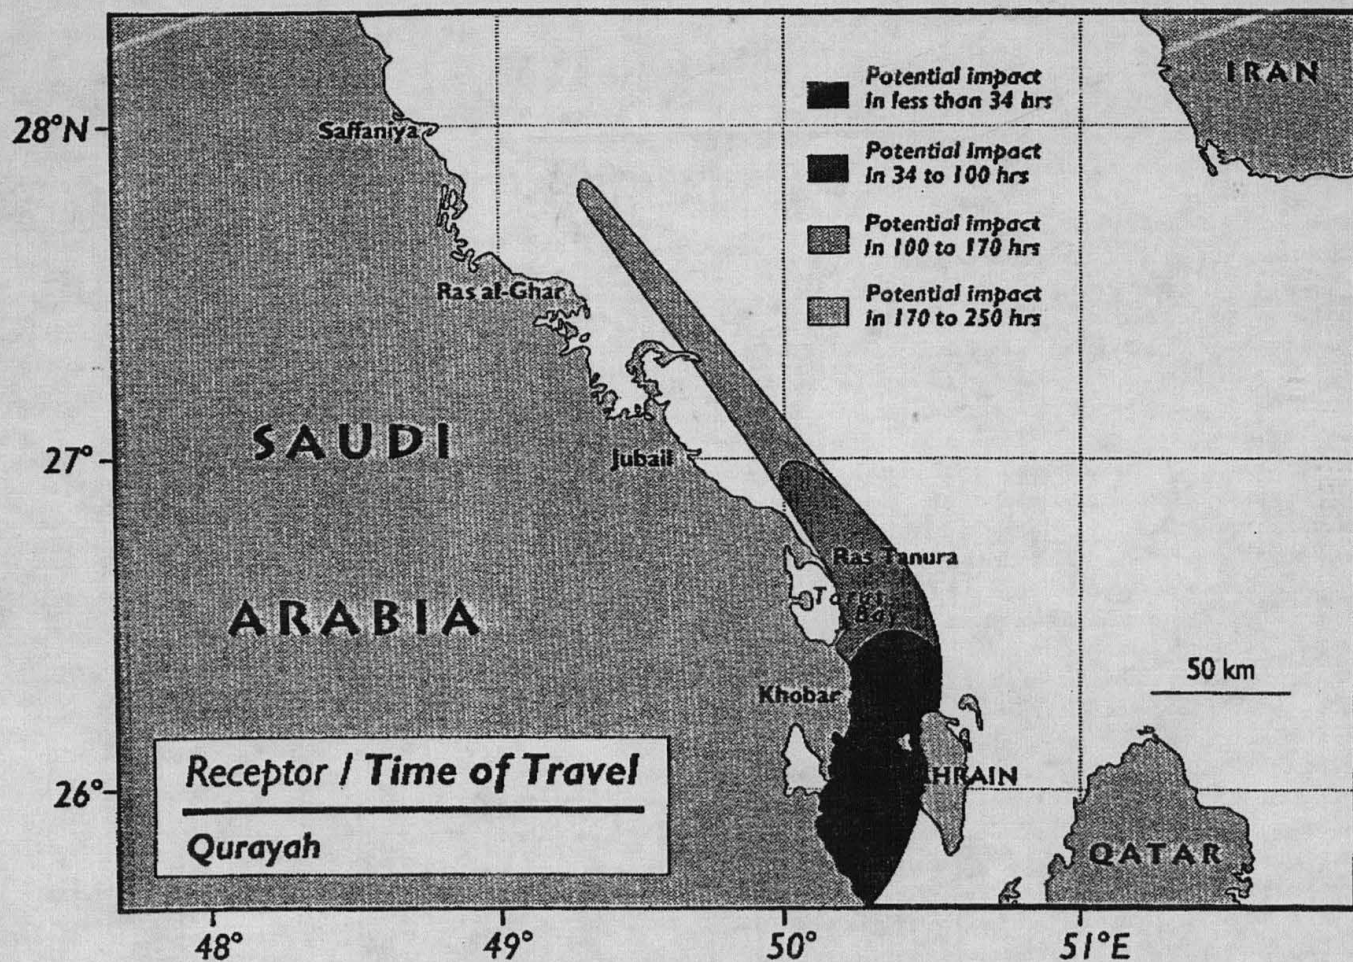 IRAN
Potential impact
in less than 34 hrs
28°N
Saffaniya
Potential impact
in 34 to 100 hrs
Potential impact
in 100 to 170 hrs
Ras al-Ghar
Potential impact
in 170 to 250 hrs
SAUDI
27°
Jubail
Ras Tanura
Tarut
Bay
ARABIA
50 km
Khobar
Receptor / Time of Travel
HRAIN
26°
Qurayah
QATAR
48°
49°
50°
51°E